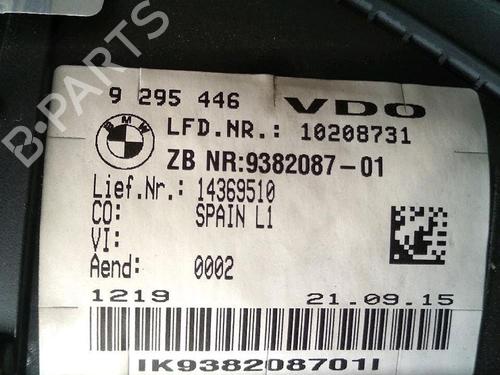 B-PARTS
9 295 446 VDO
BMW
LFD.NR.: 10208731
ZB NR:9382087-01
Lief.Nr.: 14369510
CO: SPAIN L1
VI:
Aend: 0002
1219 21.09.15
IK938208701I